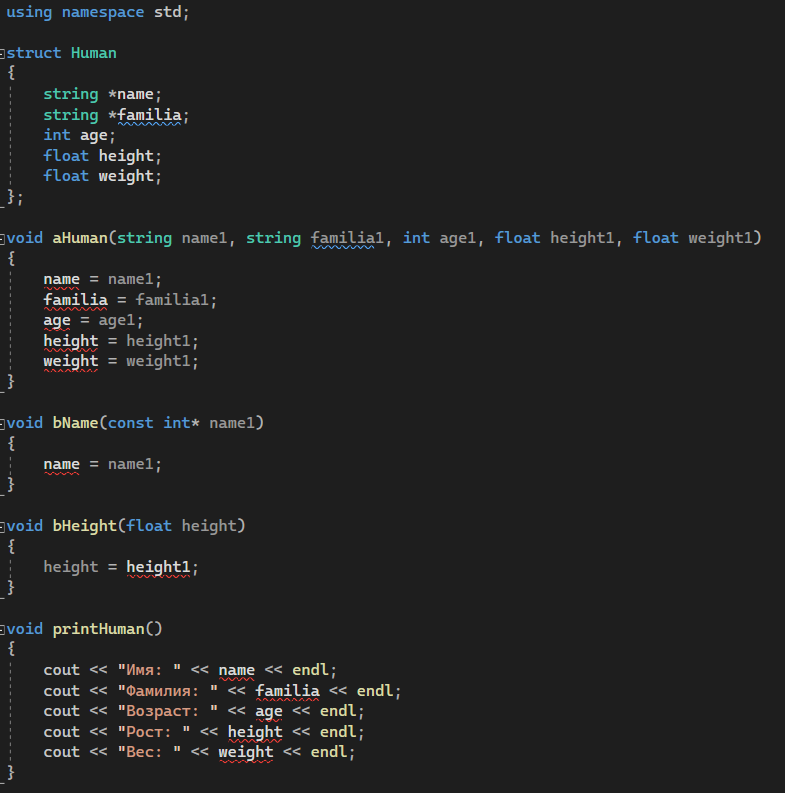 using namespace std;
struct Human
{
string *name;
string *familia;
int age;
float height;
float weight;
};
void aHuman(string name1, string familia1, int age1, float height1, float weight1)
{
name = name1;
familia = familia1;
age = age1;
height = height1;
weight = weight1;
}
void bName(const int* name1)
{
name = name1;
}
void bHeight(float height)
{
height = height1;
}
void printHuman()
{
cout << "Имя: " << name << endl;
cout << "Фамилия: " << familia << endl;
cout << "Возраст: " << age << endl;
cout << "Рост: " << height << endl;
cout << "Вес: " << weight << endl;
}